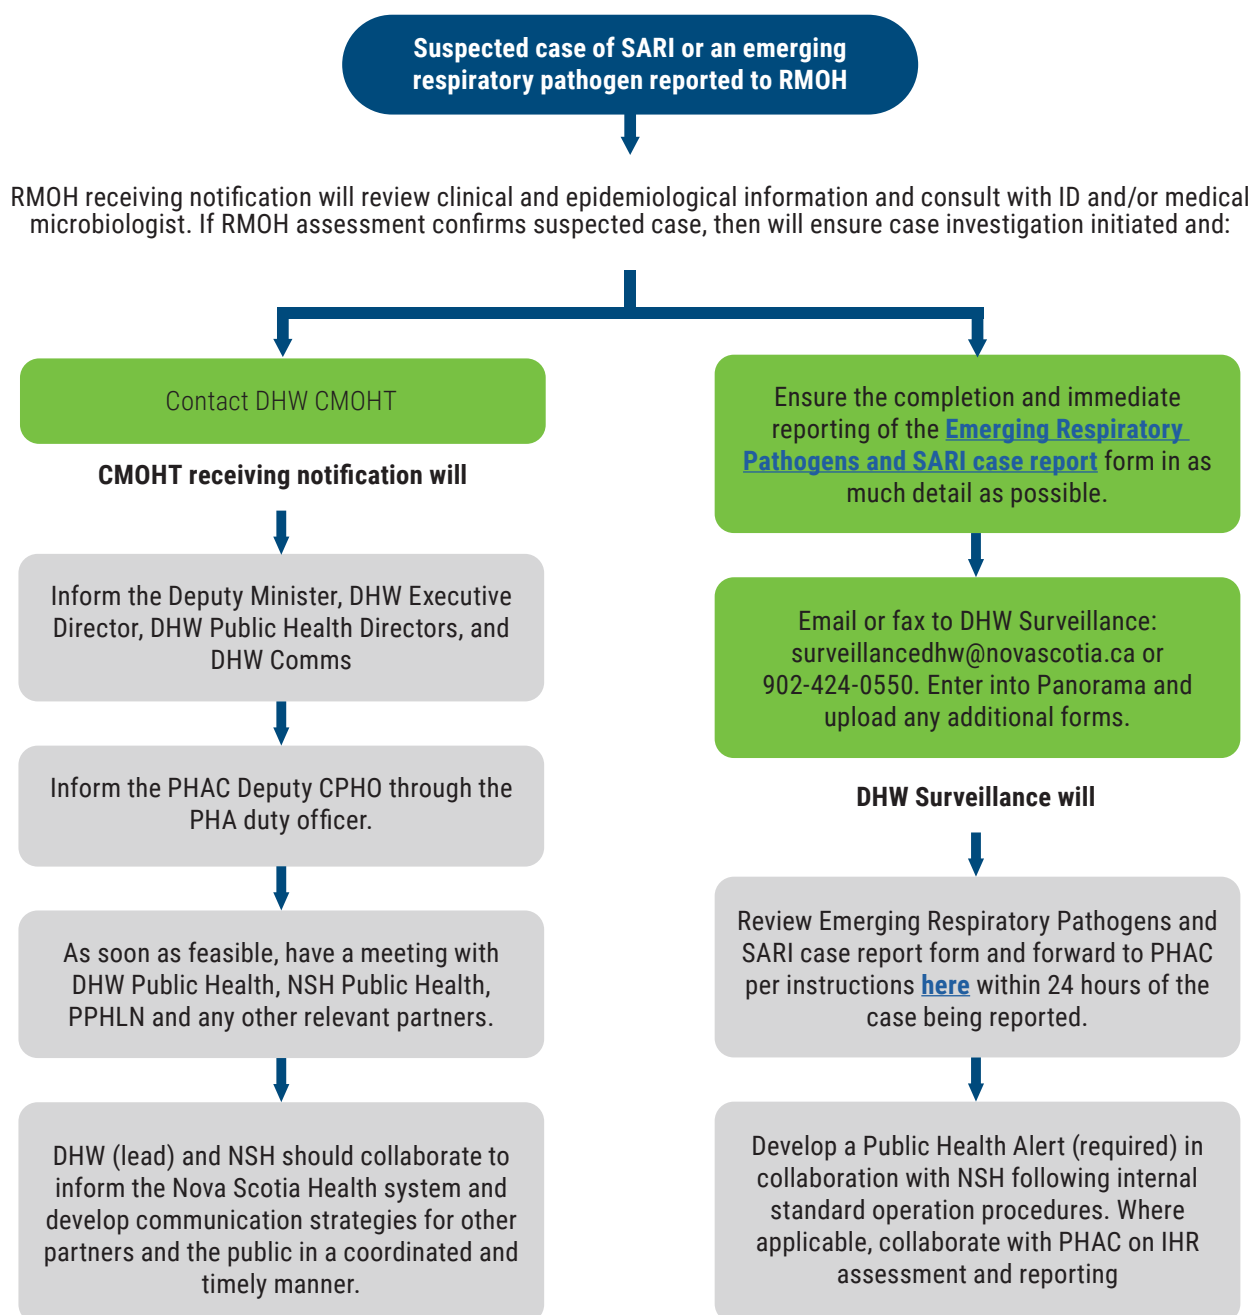 Suspected case of SARI or an emerging
respiratory pathogen reported to RMOH
RMOH receiving notification will review clinical and epidemiological information and consult with ID and/or medical
microbiologist. If RMOH assessment confirms suspected case, then will ensure case investigation initiated and:
Contact DHW CMOHT
CMOHT receiving notification will
Inform the Deputy Minister, DHW Executive
Director, DHW Public Health Directors, and
DHW Comms
Inform the PHAC Deputy CPHO through the
PHA duty officer.
As soon as feasible, have a meeting with
DHW Public Health, NSH Public Health,
PPHLN and any other relevant partners.
DHW (lead) and NSH should collaborate to
inform the Nova Scotia Health system and
develop communication strategies for other
partners and the public in a coordinated and
timely manner.
Ensure the completion and immediate
reporting of the Emerging Respiratory
Pathogens and SARI case report form in as
much detail as possible.
Email or fax to DHW Surveillance:
surveillancedhw@novascotia.ca or
902-424-0550. Enter into Panorama and
upload any additional forms.
DHW Surveillance will
Review Emerging Respiratory Pathogens and
SARI case report form and forward to PHAC
per instructions here within 24 hours of the
case being reported.
Develop a Public Health Alert (required) in
collaboration with NSH following internal
standard operation procedures. Where
applicable, collaborate with PHAC on IHR
assessment and reporting